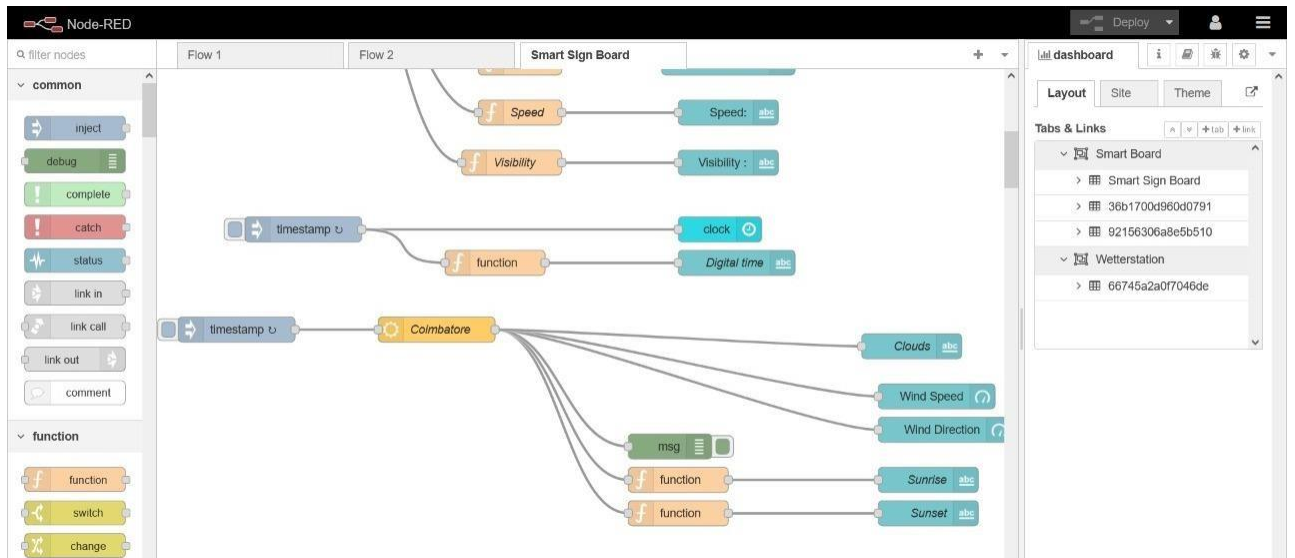 Node-RED
Deploy
filter nodes
Flow 1
Flow 2
Smart Sign Board
dashboard
i
common
inject
debug
complete
catch
status
link in
link call
link out
comment
function
function
switch
change
Speed
Speed:
abc
Visibility
Visibility :
abc
timestamp ↻
clock
function
Digital time
abc
timestamp ↻
Coimbatore
Clouds
abc
Wind Speed
Wind Direction
msg
function
Sunrise
abc
function
Sunset
abc
Layout
Site
Theme
Tabs & Links
+tab
+link
Smart Board
Smart Sign Board
36b1700d960d0791
92156306a8e5b510
Wetterstation
66745a2a0f7046de